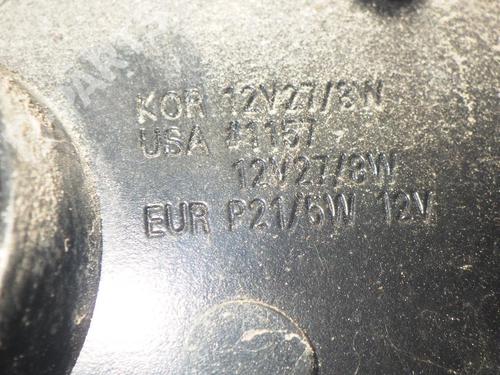 KOR 12V27/8W
USA #1157
12V27/8W
EUR P21/5W 12V